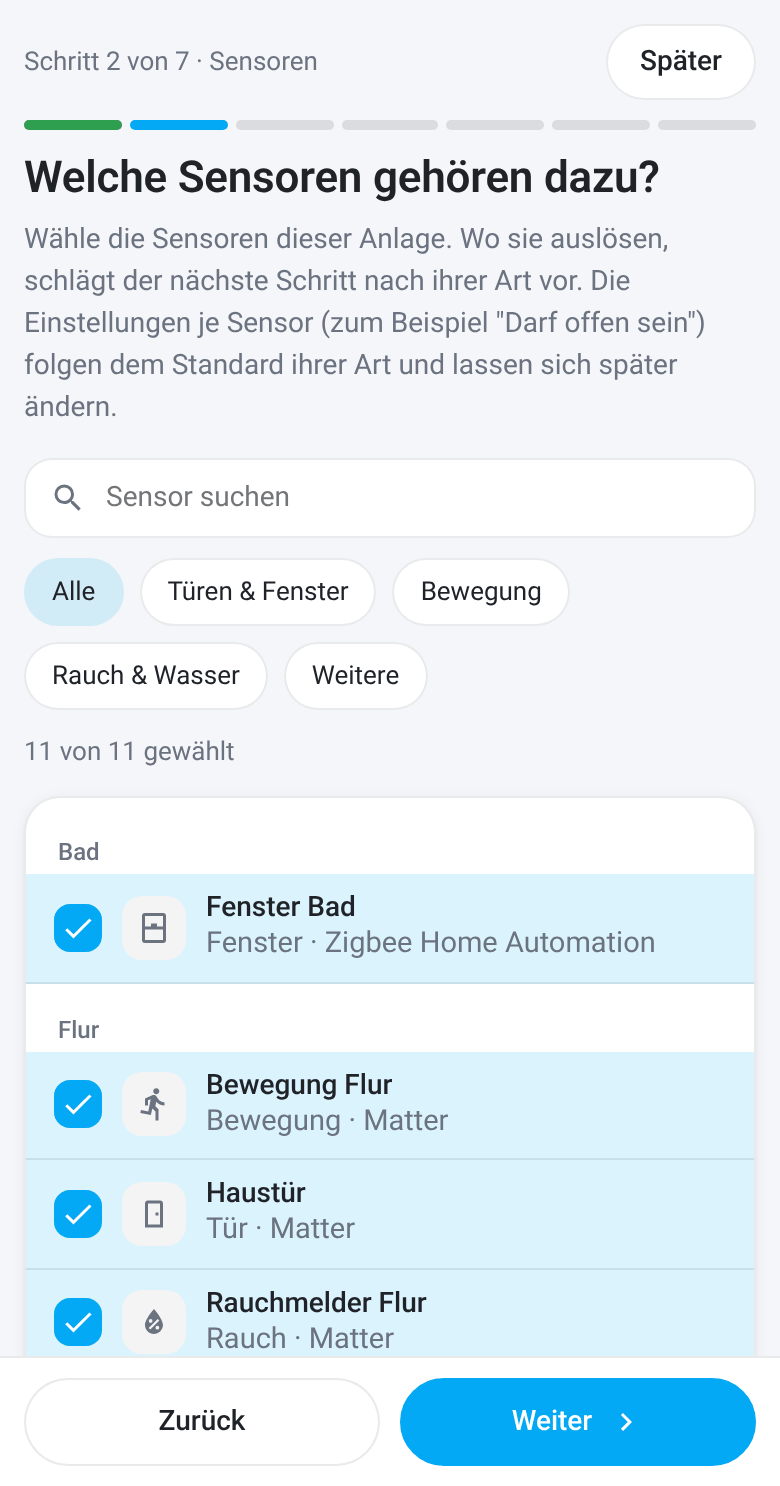 Schritt 2 von 7 · Sensoren
Später
Welche Sensoren gehören dazu?
Wähle die Sensoren dieser Anlage. Wo sie auslösen,
schlägt der nächste Schritt nach ihrer Art vor. Die
Einstellungen je Sensor (zum Beispiel "Darf offen sein")
folgen dem Standard ihrer Art und lassen sich später
ändern.
Sensor suchen
Alle
Türen & Fenster
Bewegung
Rauch & Wasser
Weitere
11 von 11 gewählt
Bad
Fenster Bad
Fenster · Zigbee Home Automation
Flur
Bewegung Flur
Bewegung · Matter
Haustür
Tür · Matter
Rauchmelder Flur
Rauch · Matter
Zurück
Weiter